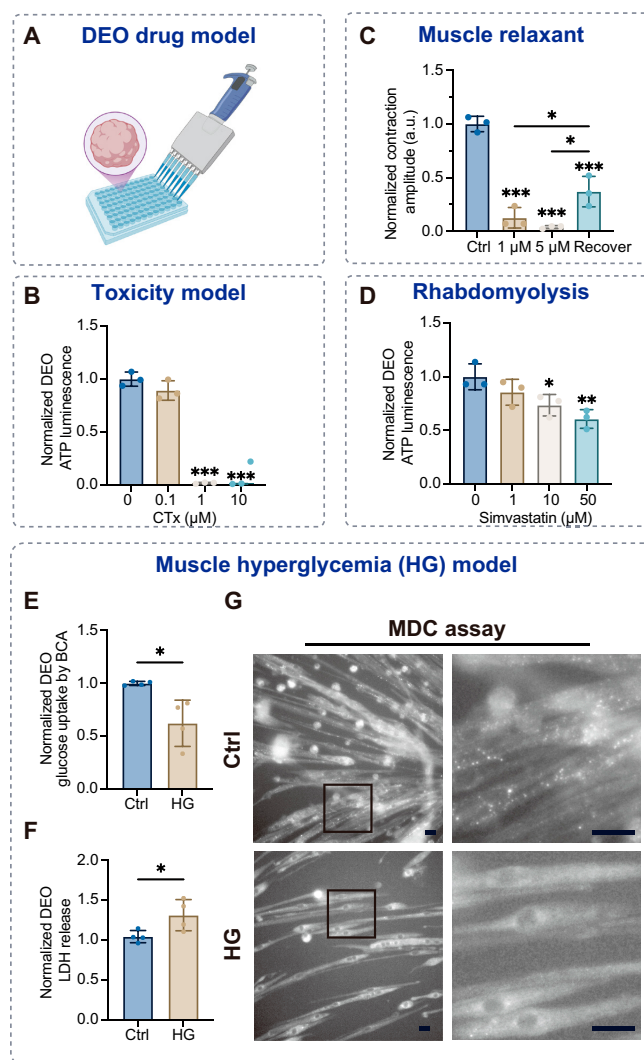 A
DEO drug model
B
Toxicity model
Normalized DEO
ATP luminescence
1.5
1.0
0.5
0.0
***
***
0
0.1
1
10
CTx (µM)
C
Muscle relaxant
Normalized contraction
amplitude (a.u.)
1.5
1.0
0.5
0.0
*
*
***
***
***
Ctrl 1 µM 5 µM Recover
D
Rhabdomyolysis
Normalized DEO
ATP luminescence
1.5
1.0
0.5
0.0
*
**
0
1
10
50
Simvastatin (µM)
Muscle hyperglycemia (HG) model
E
Normalized DEO
glucose uptake by BCA
1.5
1.0
0.5
0.0
*
Ctrl HG
F
Normalized DEO
LDH release
2.0
1.5
1.0
0.5
0.0
*
Ctrl HG
G
MDC assay
Ctrl
HG